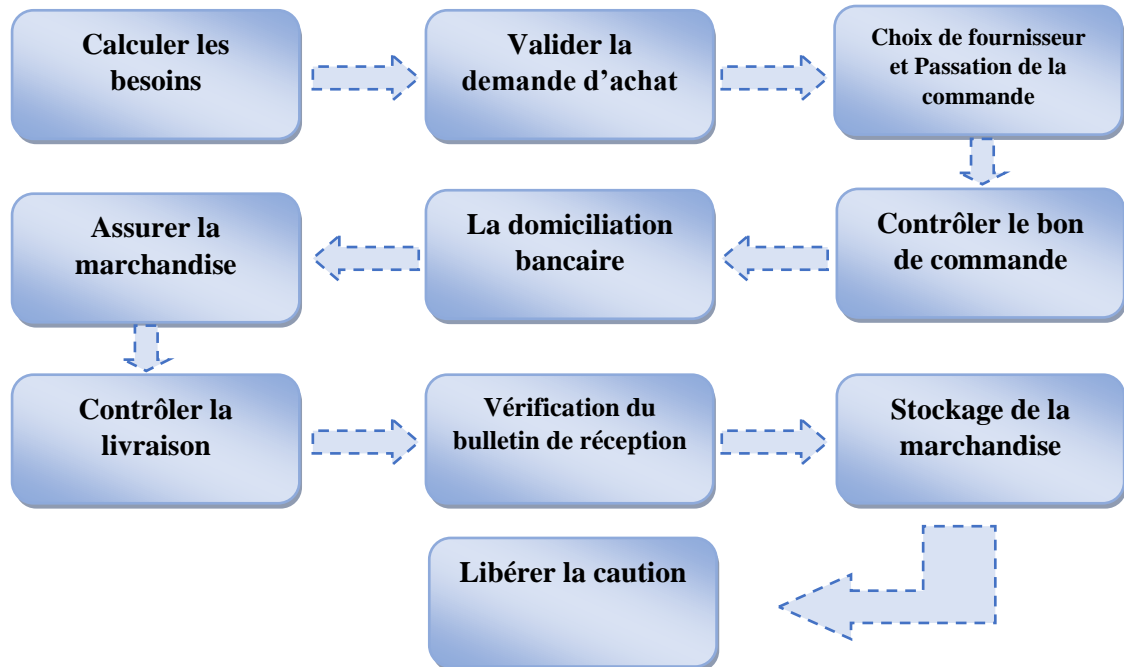 Calculer les
besoins
Valider la
demande d'achat
Choix de fournisseur
et Passation de la
commande
Contrôler le bon
de commande
La domiciliation
bancaire
Assurer la
marchandise
Contrôler la
livraison
Vérification du
bulletin de réception
Stockage de la
marchandise
Libérer la caution